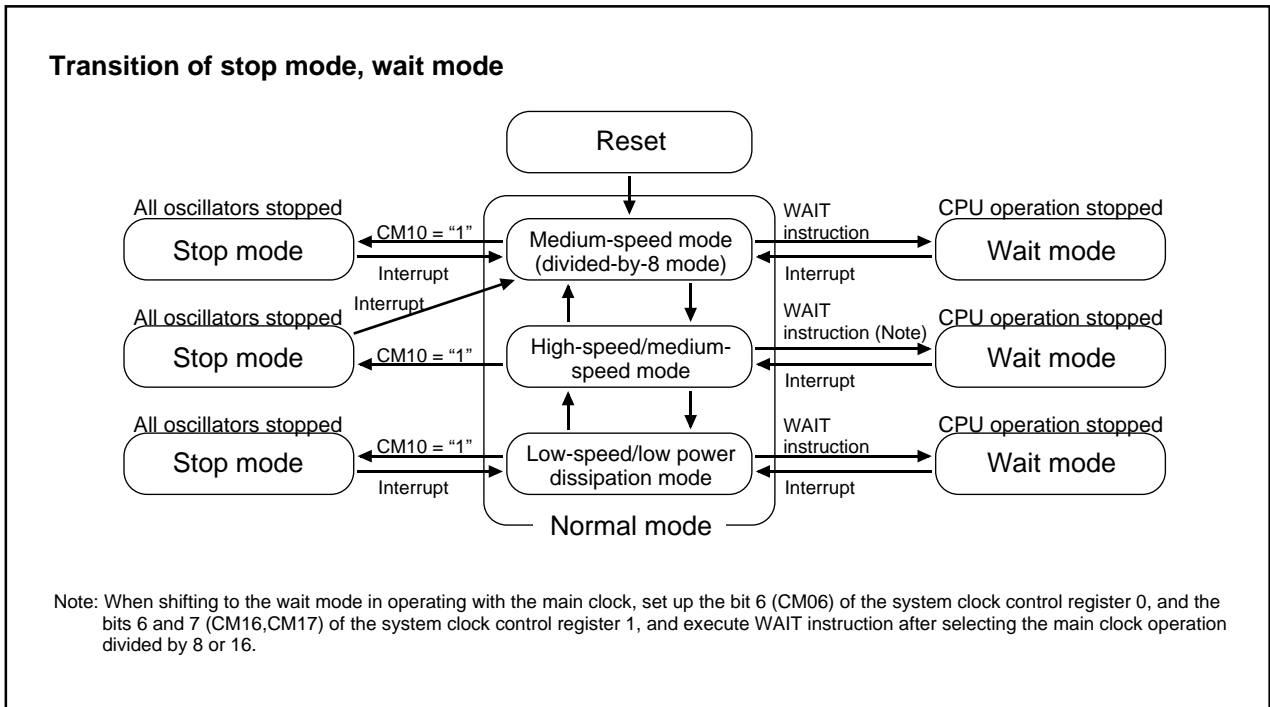 Transition of stop mode, wait mode
Reset
All oscillators stopped
Stop mode
CM10 = “1”
Interrupt
Medium-speed mode
(divided-by-8 mode)
WAIT
instruction
Interrupt
CPU operation stopped
Wait mode
Interrupt
All oscillators stopped
Stop mode
CM10 = “1”
High-speed/medium-
speed mode
WAIT
instruction (Note)
Interrupt
CPU operation stopped
Wait mode
All oscillators stopped
Stop mode
CM10 = “1”
Interrupt
Low-speed/low power
dissipation mode
WAIT
instruction
Interrupt
CPU operation stopped
Wait mode
Normal mode
Note: When shifting to the wait mode in operating with the main clock, set up the bit 6 (CM06) of the system clock control register 0, and the
bits 6 and 7 (CM16,CM17) of the system clock control register 1, and execute WAIT instruction after selecting the main clock operation
divided by 8 or 16.